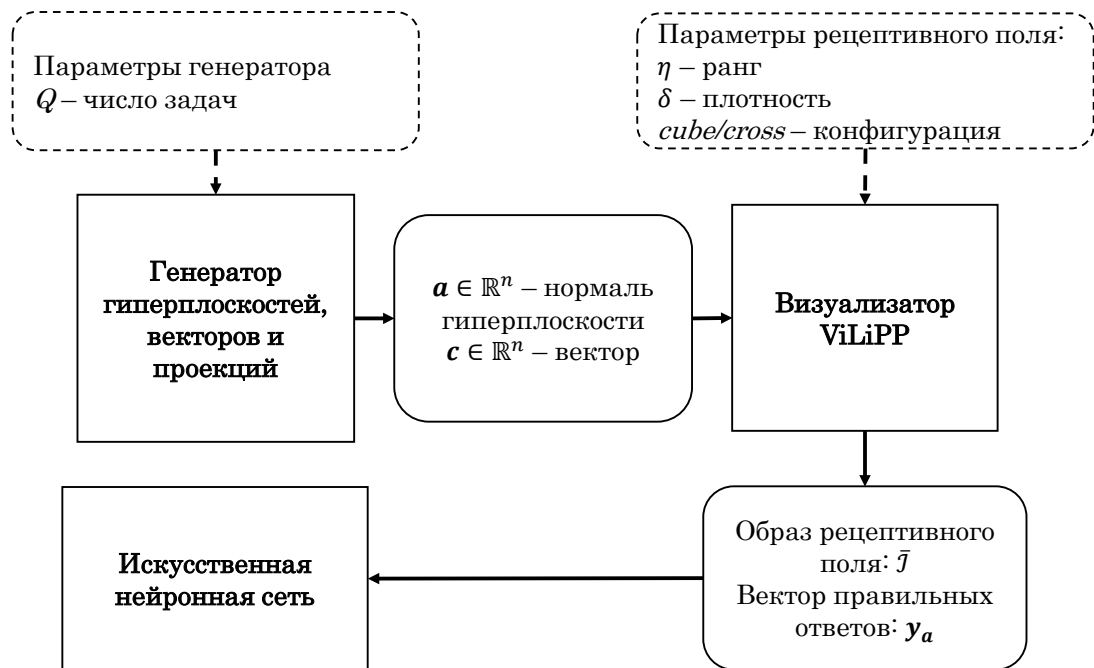 Параметры генератора
Q – число задач
Параметры рецептивного поля:
η – ранг
δ – плотность
cube/cross – конфигурация
Генератор
гиперплоскостей,
векторов и
проекций
a ∈ ℝⁿ – нормаль
гиперплоскости
c ∈ ℝⁿ – вектор
Визуализатор
ViLiPP
Образ рецептивного
поля: ℐ̄
Вектор правильных
ответов: yₐ
Искусственная
нейронная сеть